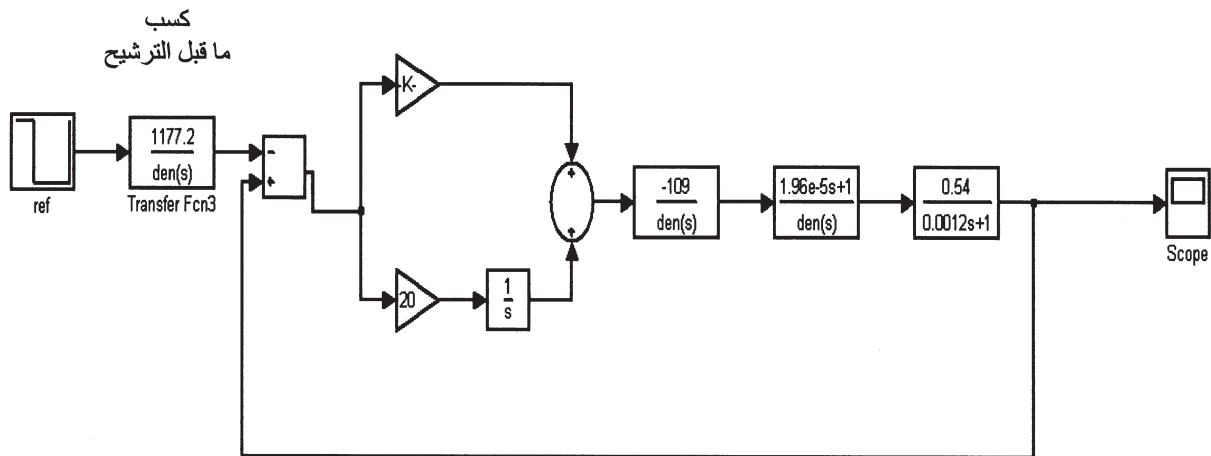 كسب
ما قبل الترشيح
ref
1177.2
den(s)
Transfer Fcn3
-
+
-K-
20
1
s
+
+
-109
den(s)
1.96e-5s+1
den(s)
0.54
0.0012s+1
Scope